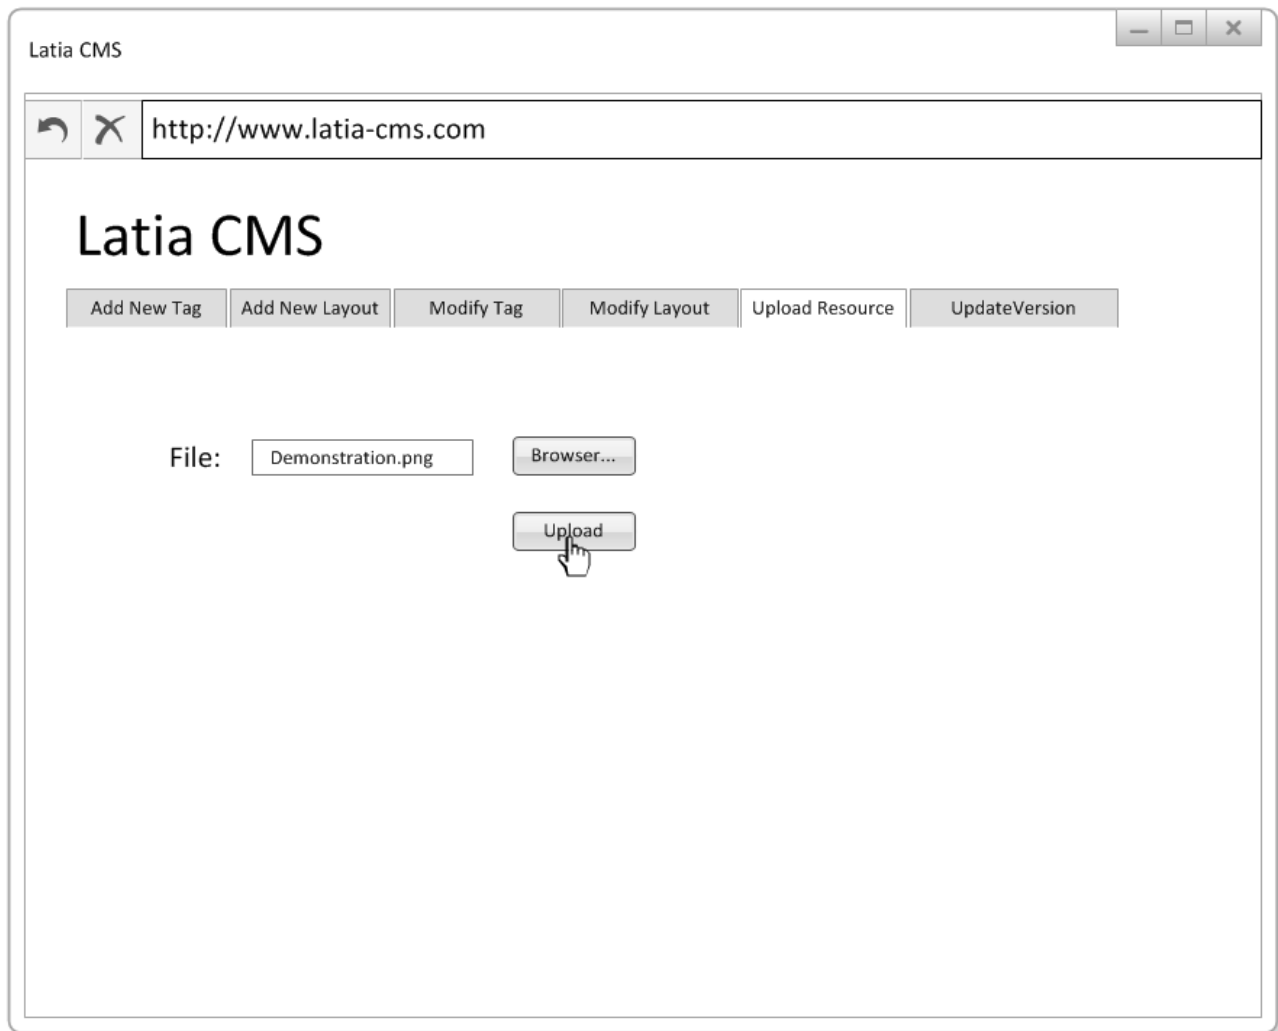 Latia CMS
http://www.latia-cms.com
Latia CMS
Add New Tag Add New Layout Modify Tag Modify Layout Upload Resource UpdateVersion
File: Demonstration.png Browser...
Upload